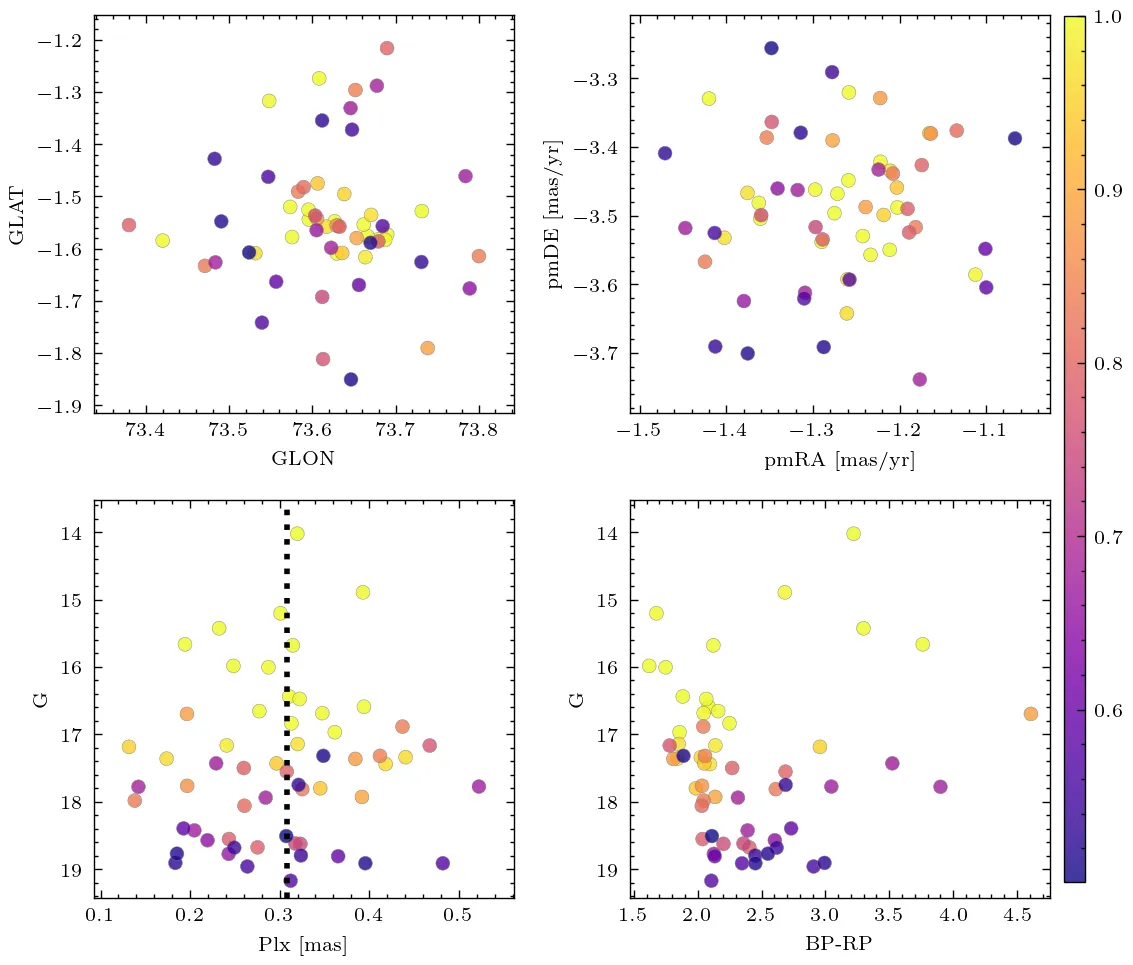 −1.2
−1.3
−1.4
−1.5
−1.6
−1.7
−1.8
−1.9
GLAT
73.4 73.5 73.6 73.7 73.8
GLON
−3.3
−3.4
−3.5
−3.6
−3.7
pmDE [mas/yr]
−1.5 −1.4 −1.3 −1.2 −1.1
pmRA [mas/yr]
14
15
16
17
18
19
G
0.1 0.2 0.3 0.4 0.5
Plx [mas]
14
15
16
17
18
19
G
1.5 2.0 2.5 3.0 3.5 4.0 4.5
BP-RP
1.0
0.9
0.8
0.7
0.6